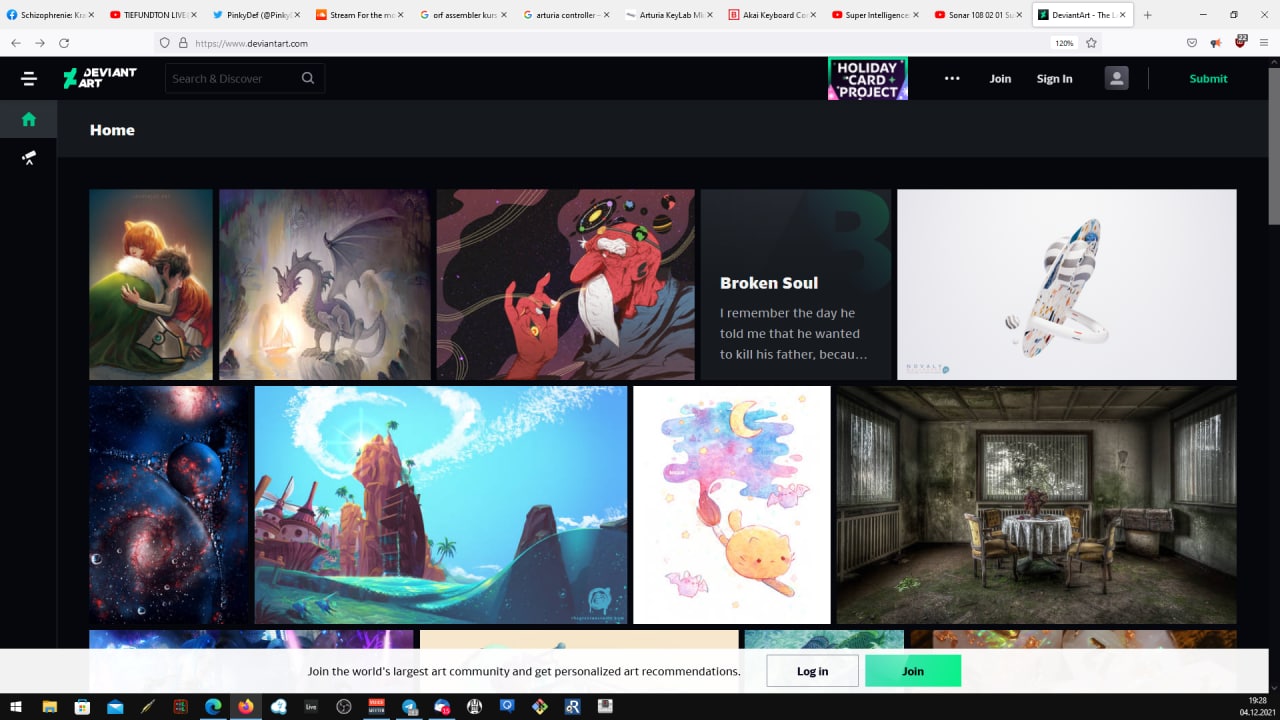 Schizophrenie: Kra
TIEFUNDTON LIVE
PinkyDef (@Pinky
Stream For the mo
orf assembler kurs
arturia controller –
Arturia KeyLab Mk
Akai Keyboard Co
Super Intelligence:
Sonar 108 02 01 Su
DeviantArt - The L
https://www.deviantart.com
120%
22
DEVIANT
ART
Search & Discover
HOLIDAY
CARD
PROJECT
Join
Sign In
Submit
Home
B
Broken Soul
I remember the day he
told me that he wanted
to kill his father, becau...
NOVALT
Join the world's largest art community and get personalized art recommendations.
Log in
Join
Live
19:28
04.12.2021